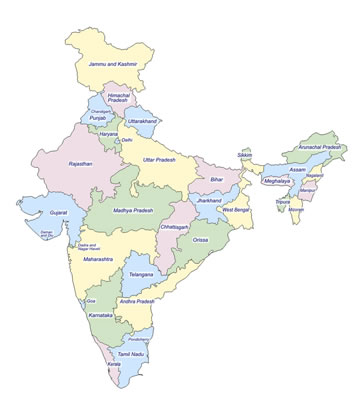 Jammu and Kashmir
Himachal
Pradesh
Chandigarh
Punjab
Uttarakhand
Haryana
Delhi
Arunachal Pradesh
Sikkim
Rajasthan
Uttar Pradesh
Assam
Nagaland
Bihar
Meghalaya
Manipur
Jharkhand
Tripura
Mizoram
Gujarat
Madhya Pradesh
West Bengal
Chhattisgarh
Daman
and Diu
Orissa
Dadra and
Nagar Haveli
Maharashtra
Telangana
Goa
Andhra Pradesh
Karnataka
Pondicherry
Tamil Nadu
Kerala